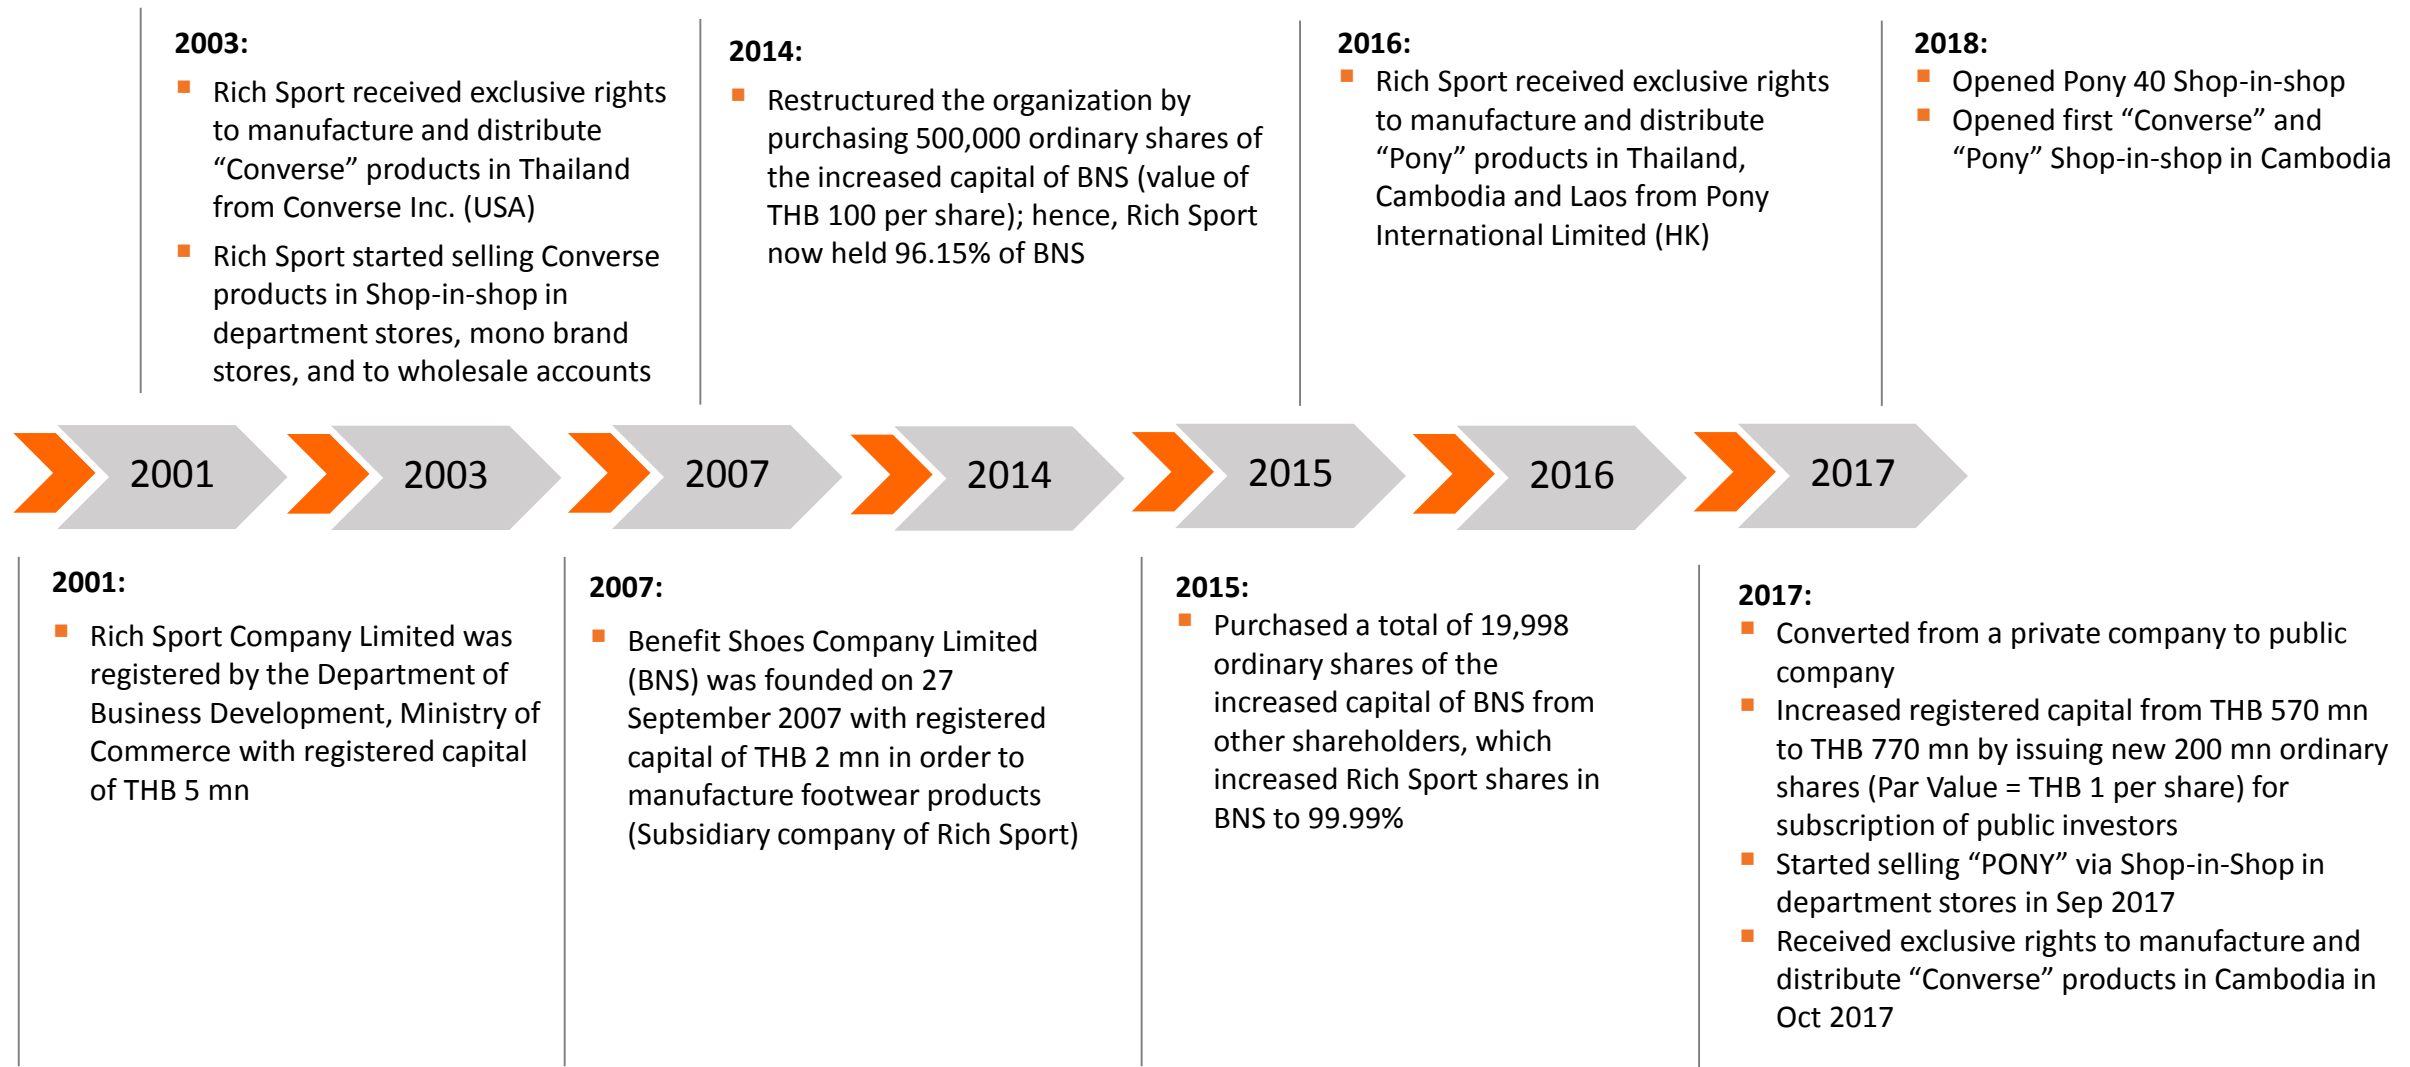 2003:
Rich Sport received exclusive rights
to manufacture and distribute
“Converse” products in Thailand
from Converse Inc. (USA)
Rich Sport started selling Converse
products in Shop-in-shop in
department stores, mono brand
stores, and to wholesale accounts
2014:
Restructured the organization by
purchasing 500,000 ordinary shares of
the increased capital of BNS (value of
THB 100 per share); hence, Rich Sport
now held 96.15% of BNS
2016:
Rich Sport received exclusive rights
to manufacture and distribute
“Pony” products in Thailand,
Cambodia and Laos from Pony
International Limited (HK)
2018:
Opened Pony 40 Shop-in-shop
Opened first “Converse” and
“Pony” Shop-in-shop in Cambodia
2001
2003
2007
2014
2015
2016
2017
2001:
Rich Sport Company Limited was
registered by the Department of
Business Development, Ministry of
Commerce with registered capital
of THB 5 mn
2007:
Benefit Shoes Company Limited
(BNS) was founded on 27
September 2007 with registered
capital of THB 2 mn in order to
manufacture footwear products
(Subsidiary company of Rich Sport)
2015:
Purchased a total of 19,998
ordinary shares of the
increased capital of BNS from
other shareholders, which
increased Rich Sport shares in
BNS to 99.99%
2017:
Converted from a private company to public
company
Increased registered capital from THB 570 mn
to THB 770 mn by issuing new 200 mn ordinary
shares (Par Value = THB 1 per share) for
subscription of public investors
Started selling “PONY” via Shop-in-Shop in
department stores in Sep 2017
Received exclusive rights to manufacture and
distribute “Converse” products in Cambodia in
Oct 2017